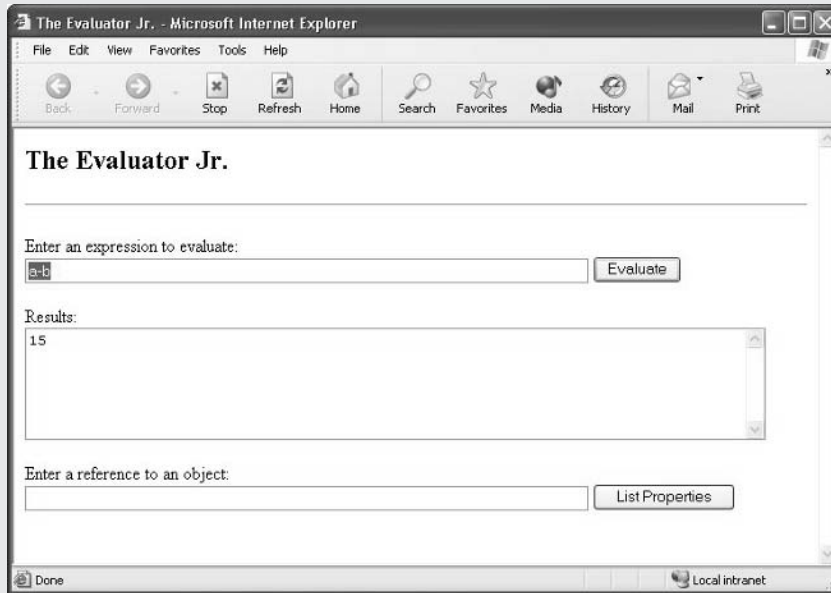 The Evaluator Jr. - Microsoft Internet Explorer
File Edit View Favorites Tools Help
Back Forward Stop Refresh Home Search Favorites Media History Mail Print
The Evaluator Jr.
Enter an expression to evaluate:
a-b Evaluate
Results:
15
Enter a reference to an object:
List Properties
Done Local intranet